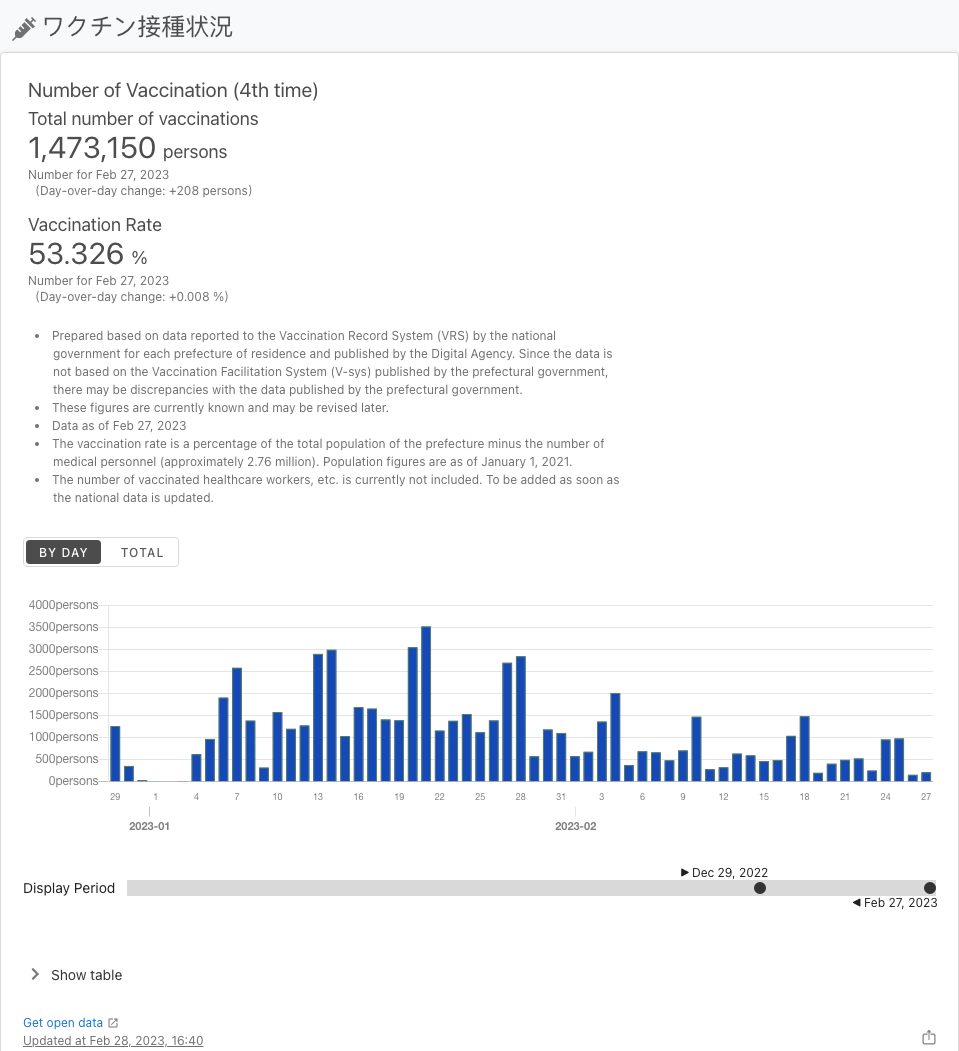 ワクチン接種状況
Number of Vaccination (4th time)
Total number of vaccinations
1,473,150 persons
Number for Feb 27, 2023
(Day-over-day change: +208 persons)
Vaccination Rate
53.326 %
Number for Feb 27, 2023
(Day-over-day change: +0.008 %)
• Prepared based on data reported to the Vaccination Record System (VRS) by the national
government for each prefecture of residence and published by the Digital Agency. Since the data is
not based on the Vaccination Facilitation System (V-sys) published by the prefectural government,
there may be discrepancies with the data published by the prefectural government.
• These figures are currently known and may be revised later.
• Data as of Feb 27, 2023
• The vaccination rate is a percentage of the total population of the prefecture minus the number of
medical personnel (approximately 2.76 million). Population figures are as of January 1, 2021.
• The number of vaccinated healthcare workers, etc. is currently not included. To be added as soon as
the national data is updated.
BY DAY TOTAL
4000persons
3500persons
3000persons
2500persons
2000persons
1500persons
1000persons
500persons
0persons
29 1 4 7 10 13 16 19 22 25 28 31 3 6 9 12 15 18 21 24 27
2023-01 2023-02
Dec 29, 2022
Display Period
Feb 27, 2023
Show table
Get open data
Updated at Feb 28, 2023, 16:40